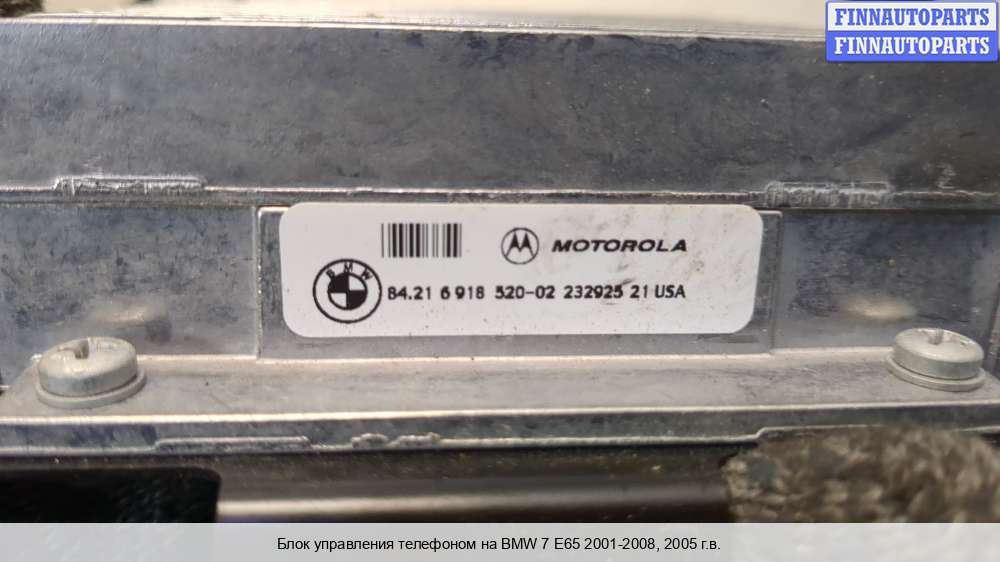 FINNAUTOPARTS
FINNAUTOPARTS
MOTOROLA
BMW
84.21 6 918 520-02 232925 21 USA
Блок управления телефоном на BMW 7 E65 2001-2008, 2005 г.в.